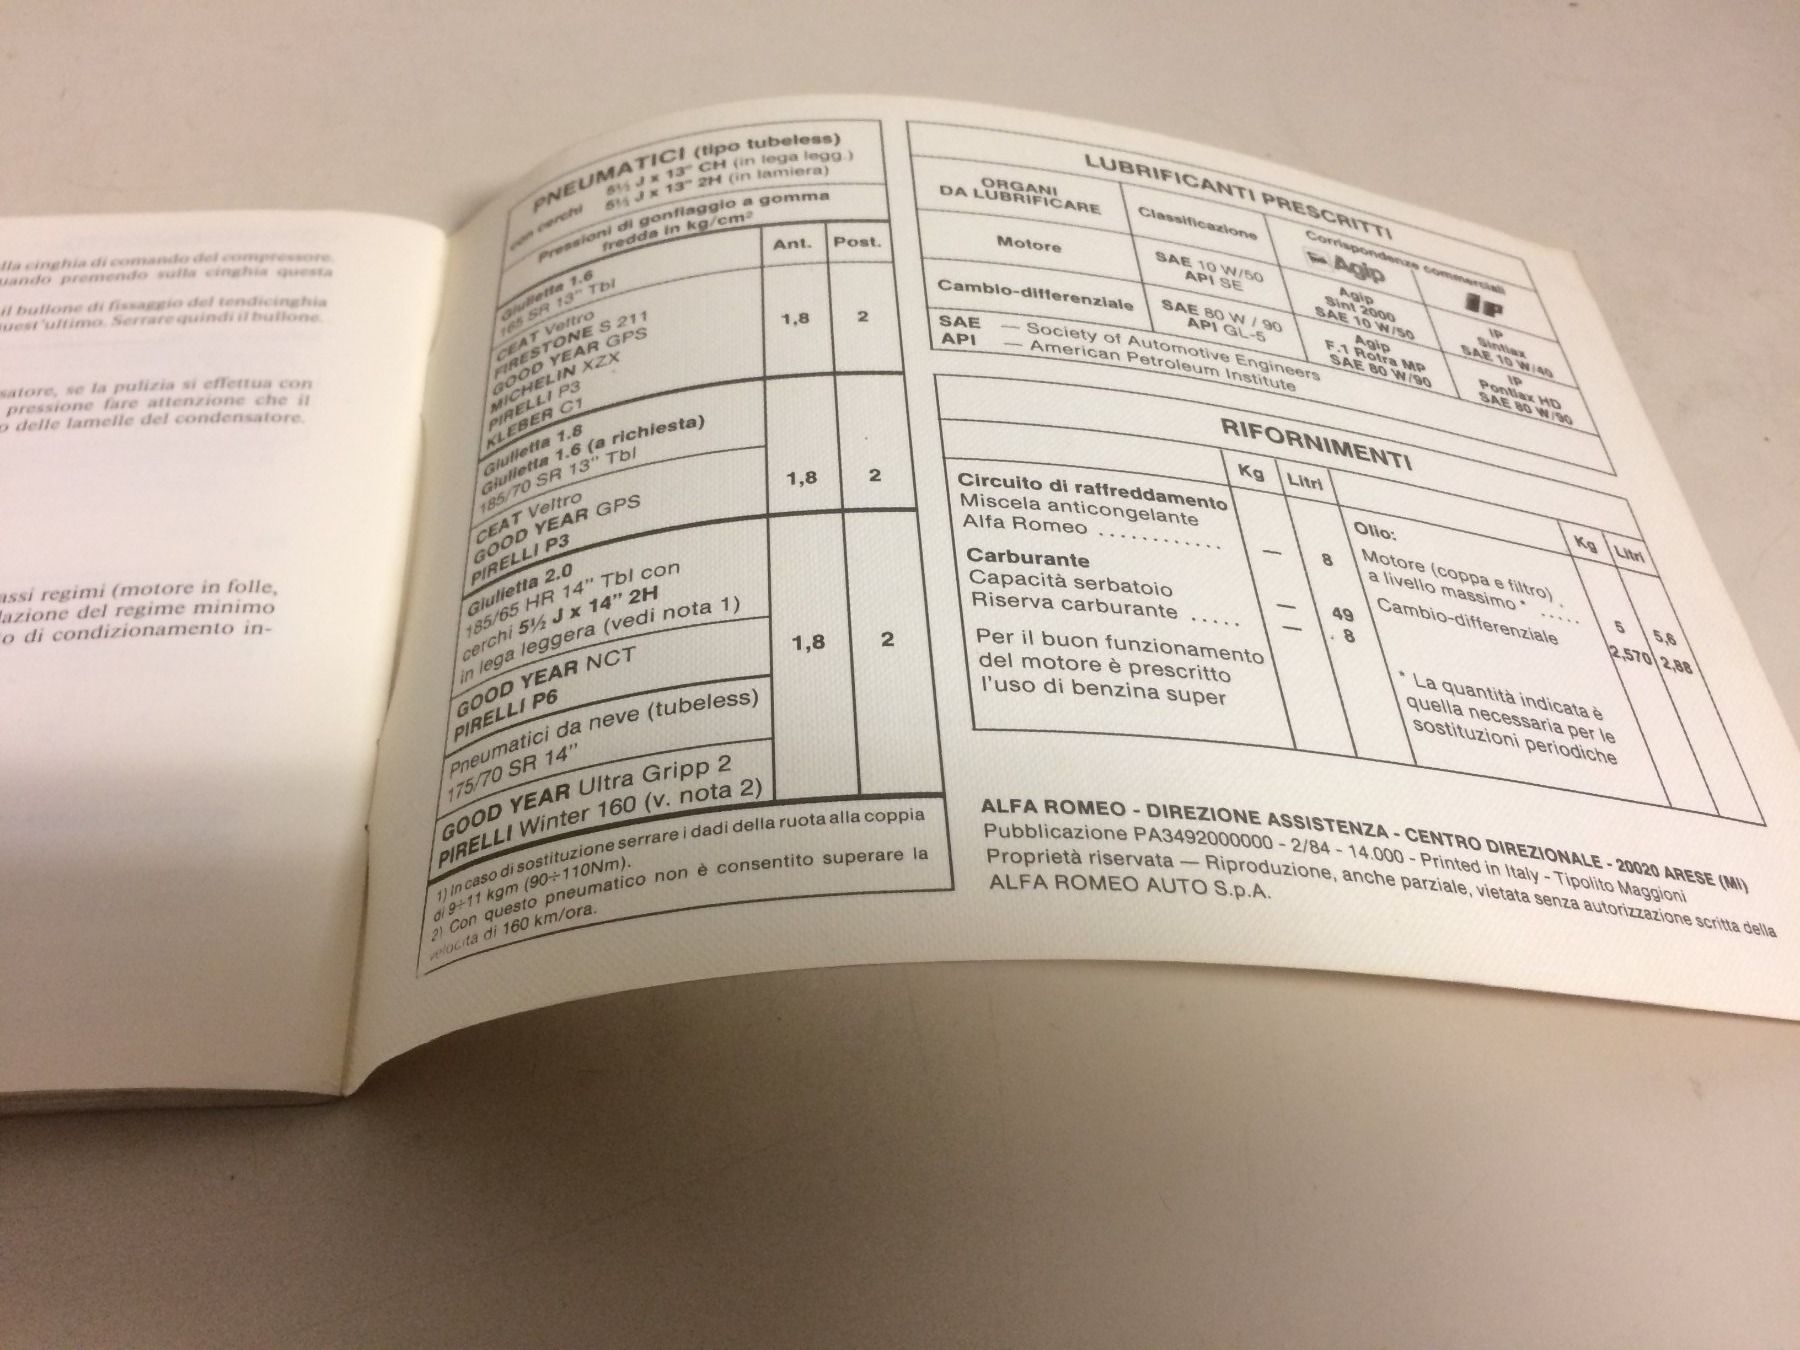 lla cinghia di comando del compressore.
uando premendo sulla cinghia questa
il bullone di fissaggio del tendicinghia
uest'ultimo. Serrare quindi il bullone.
satore, se la pulizia si effettua con
pressione fare attenzione che il
o delle lamelle del condensatore.
assi regimi (motore in folle,
lazione del regime minimo
o di condizionamento in-
PNEUMATICI (tipo tubeless)
con cerchi 5½ J x 13" CH (in lega legg.)
5½ J x 13" 2H (in lamiera)
Pressioni di gonfiaggio a gomma
fredda in kg/cm²
Ant. Post.
Giulietta 1.6
165 SR 13" Tbl
CEAT Veltro
FIRESTONE S 211
GOOD YEAR GPS
MICHELIN XZX
PIRELLI P3
KLEBER C1
1,8 2
Giulietta 1.8
Giulietta 1.6 (a richiesta)
185/70 SR 13" Tbl
CEAT Veltro
GOOD YEAR GPS
PIRELLI P3
1,8 2
Giulietta 2.0
185/65 HR 14" Tbl con
cerchi 5½ J x 14" 2H
in lega leggera (vedi nota 1)
GOOD YEAR NCT
PIRELLI P6
Pneumatici da neve (tubeless)
175/70 SR 14"
GOOD YEAR Ultra Gripp 2
PIRELLI Winter 160 (v. nota 2)
1,8 2
1) In caso di sostituzione serrare i dadi della ruota alla coppia
di 9÷11 kgm (90÷110Nm).
2) Con questo pneumatico non è consentito superare la
velocità di 160 km/ora.
LUBRIFICANTI PRESCRITTI
ORGANI
DA LUBRIFICARE
Classificazione
Corrispondenze commerciali
Agip
IP
Motore
SAE 10 W/50
API SE
Agip
Sint 2000
SAE 10 W/50
IP
Sintiax
SAE 10 W/40
Cambio-differenziale
SAE 80 W / 90
API GL-5
Agip
F.1 Rotra MP
SAE 80 W/90
IP
Pontiax HD
SAE 80 W/90
SAE — Society of Automotive Engineers
API — American Petroleum Institute
RIFORNIMENTI
Kg Litri
Circuito di raffreddamento
Miscela anticongelante
Alfa Romeo ............ — 8
Carburante
Capacità serbatoio — 49
Riserva carburante ..... — 8
Per il buon funzionamento
del motore è prescritto
l'uso di benzina super
Kg Litri
Olio:
Motore (coppa e filtro) .
a livello massimo* ..... 5 5,6
Cambio-differenziale 2,570 2,88
* La quantità indicata è
quella necessaria per le
sostituzioni periodiche
ALFA ROMEO - DIREZIONE ASSISTENZA - CENTRO DIREZIONALE - 20020 ARESE (MI)
Pubblicazione PA3492000000 - 2/84 - 14.000 - Printed in Italy - Tipolito Maggioni
Proprietà riservata — Riproduzione, anche parziale, vietata senza autorizzazione scritta della
ALFA ROMEO AUTO S.p.A.